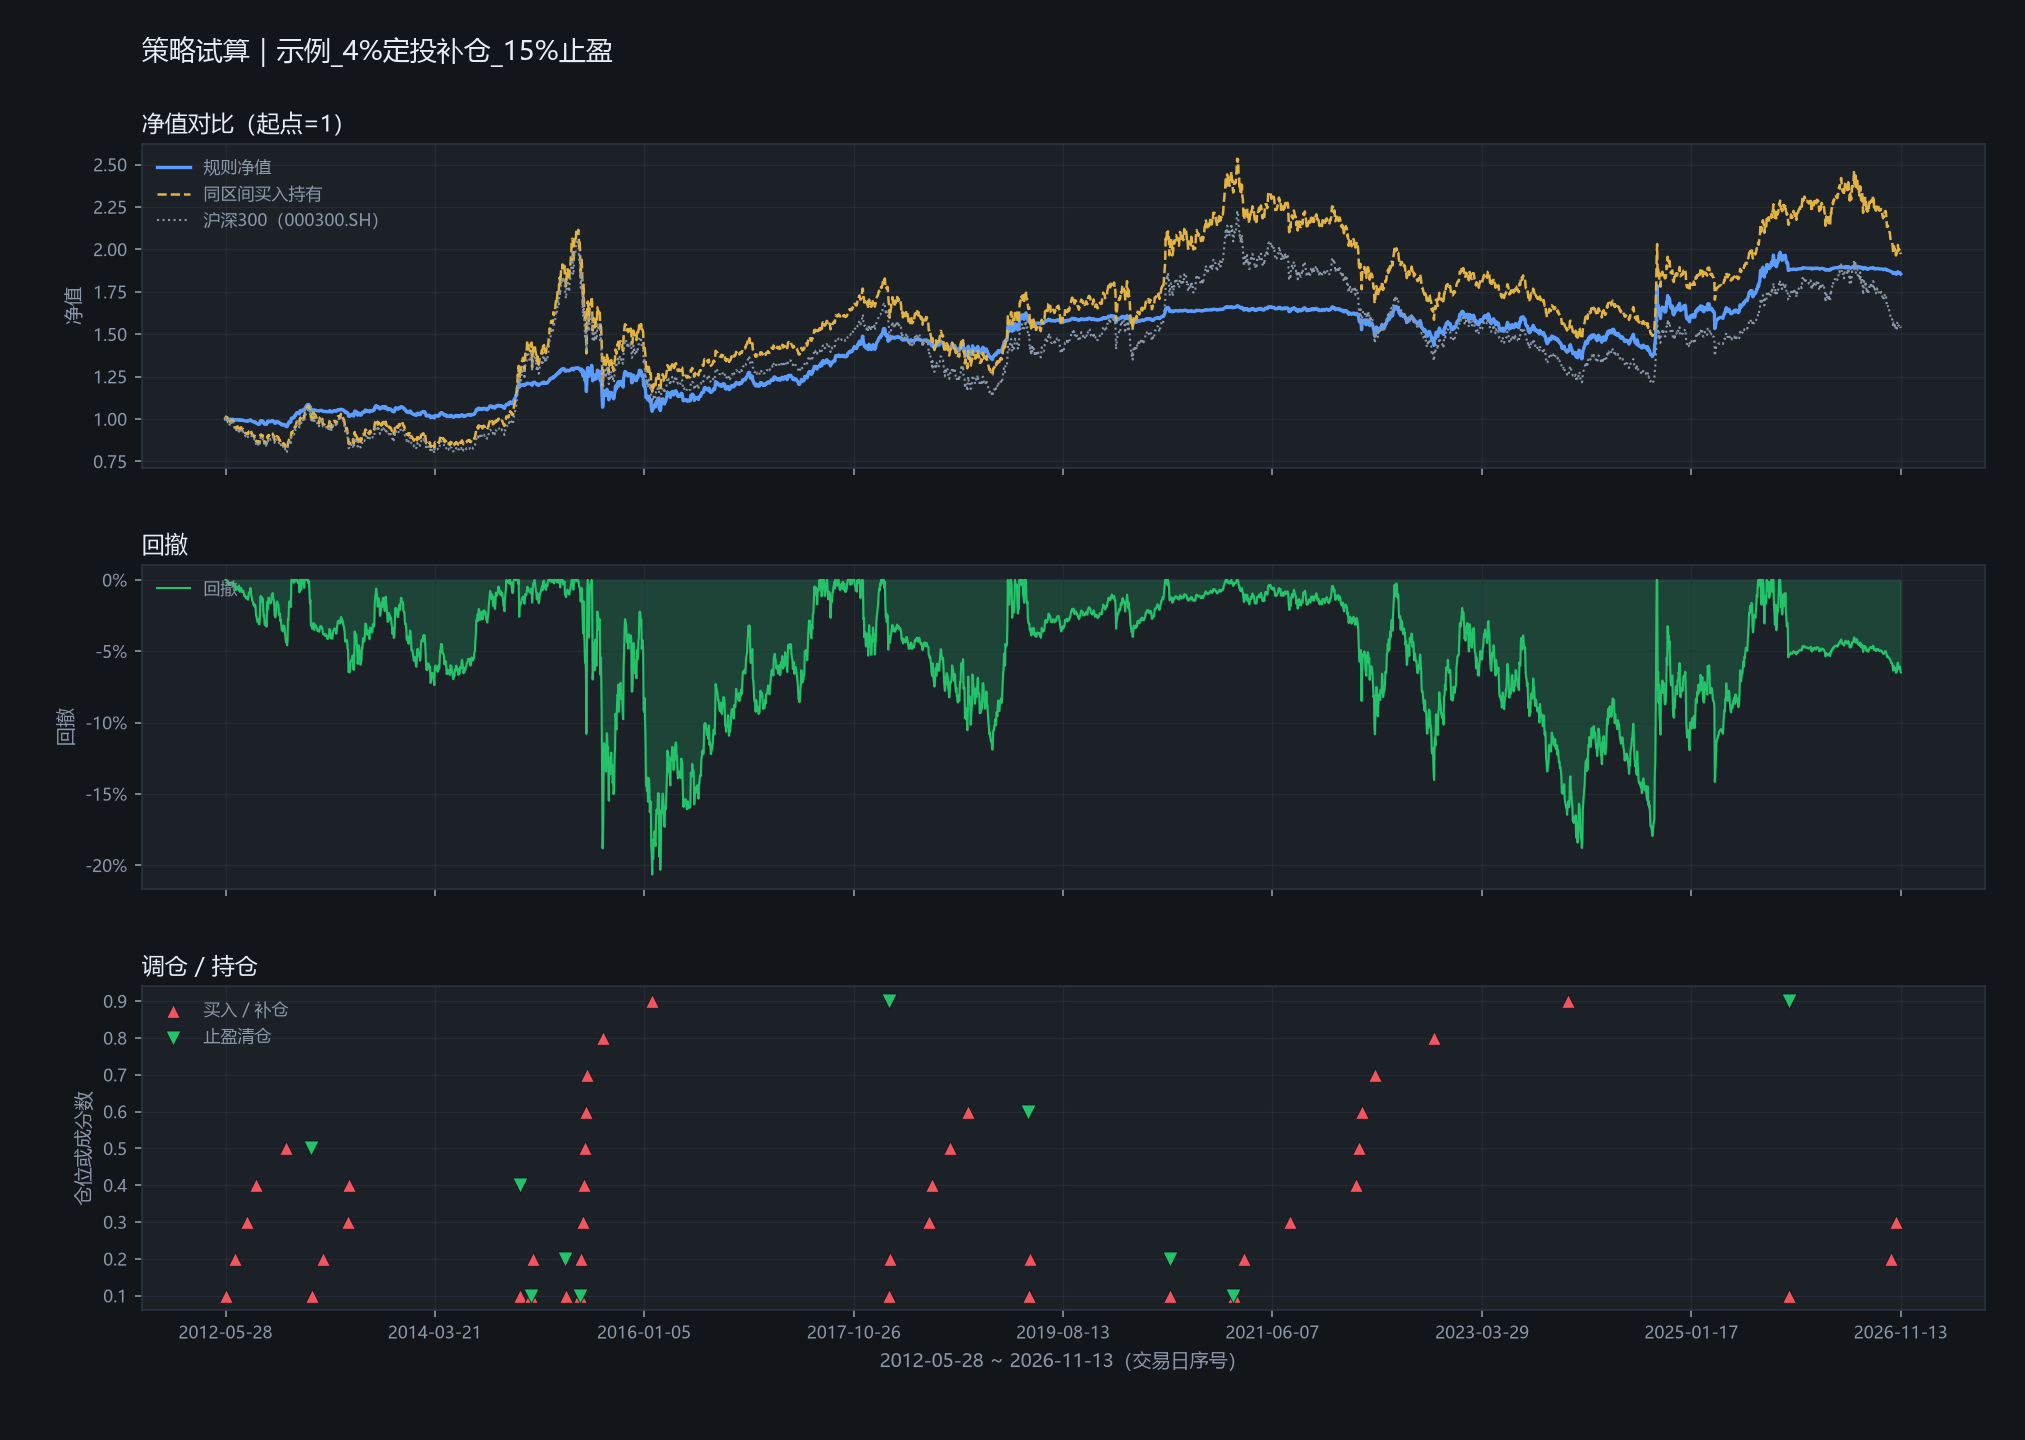 策略试算 | 示例_4%定投补仓_15%止盈
净值对比（起点=1）
规则净值
同区间买入持有
沪深300（000300.SH）
净值
2.50
2.25
2.00
1.75
1.50
1.25
1.00
0.75
回撤
回撤
回撤
0%
-5%
-10%
-15%
-20%
调仓 / 持仓
买入 / 补仓
止盈清仓
仓位或成分数
0.9
0.8
0.7
0.6
0.5
0.4
0.3
0.2
0.1
2012-05-28
2014-03-21
2016-01-05
2017-10-26
2019-08-13
2021-06-07
2023-03-29
2025-01-17
2026-11-13
2012-05-28 ~ 2026-11-13（交易日序号）